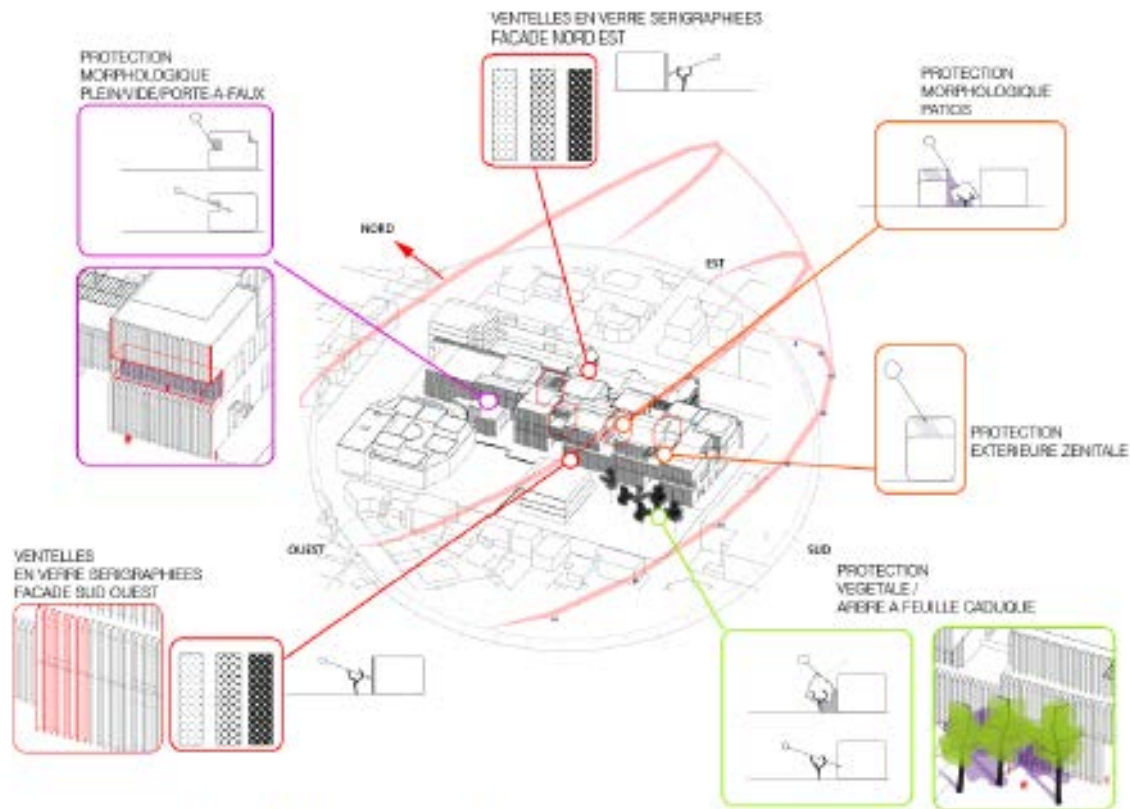 VENTELLES EN VERRE SERIGRAPHIEES
FACADE NORD EST
PROTECTION
MORPHOLOGIQUE
PLEIN/VIDE/PORTE-A-FAUX
PROTECTION
MORPHOLOGIQUE
PATIOS
NORD
EST
PROTECTION
EXTERIEURE ZENITALE
OUEST
SUD
VENTELLES
EN VERRE SERIGRAPHIEES
FACADE SUD OUEST
PROTECTION
VEGETALE /
ARBRE A FEUILLE CADUQUE